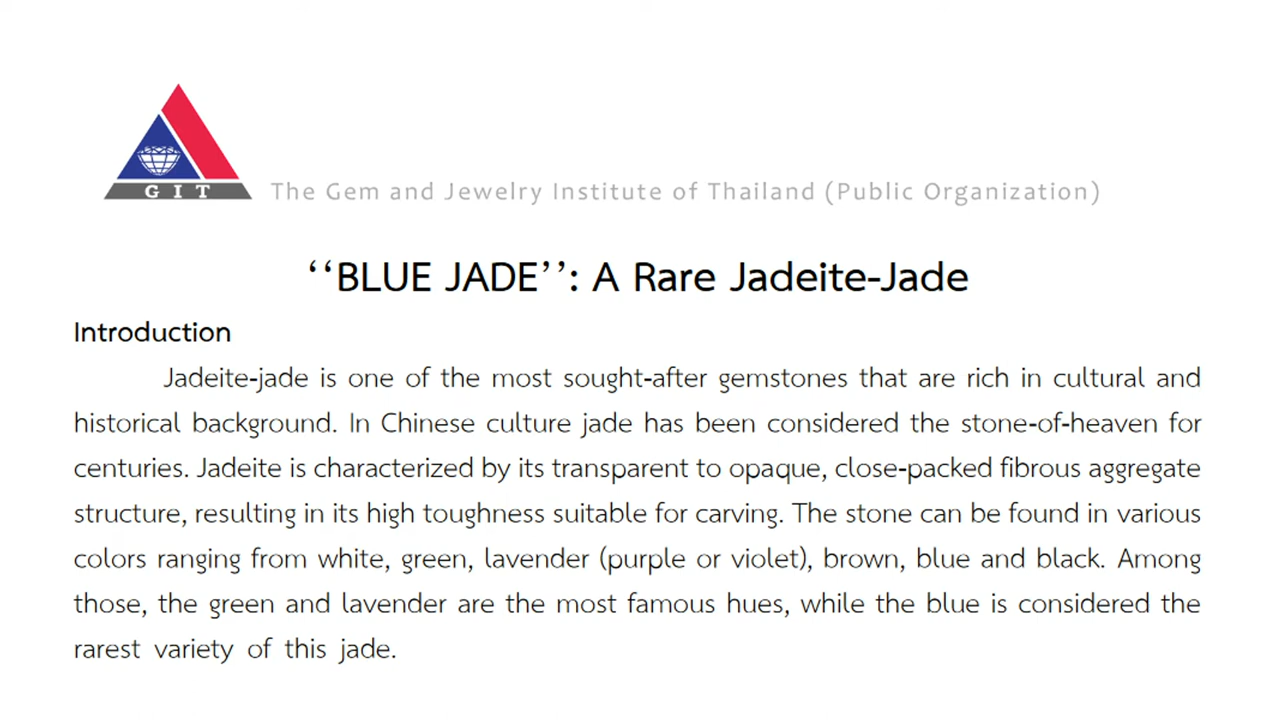 G I T
The Gem and Jewelry Institute of Thailand (Public Organization)
‘‘BLUE JADE’’: A Rare Jadeite-Jade
Introduction
Jadeite-jade is one of the most sought-after gemstones that are rich in cultural and
historical background. In Chinese culture jade has been considered the stone-of-heaven for
centuries. Jadeite is characterized by its transparent to opaque, close-packed fibrous aggregate
structure, resulting in its high toughness suitable for carving. The stone can be found in various
colors ranging from white, green, lavender (purple or violet), brown, blue and black. Among
those, the green and lavender are the most famous hues, while the blue is considered the
rarest variety of this jade.